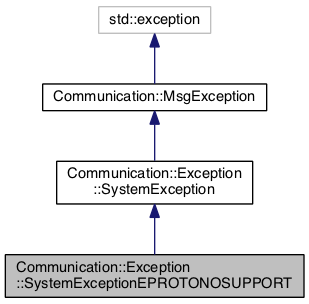 std::exception
Communication::MsgException
Communication::Exception
::SystemException
Communication::Exception
::SystemExceptionEPROTONOSUPPORT